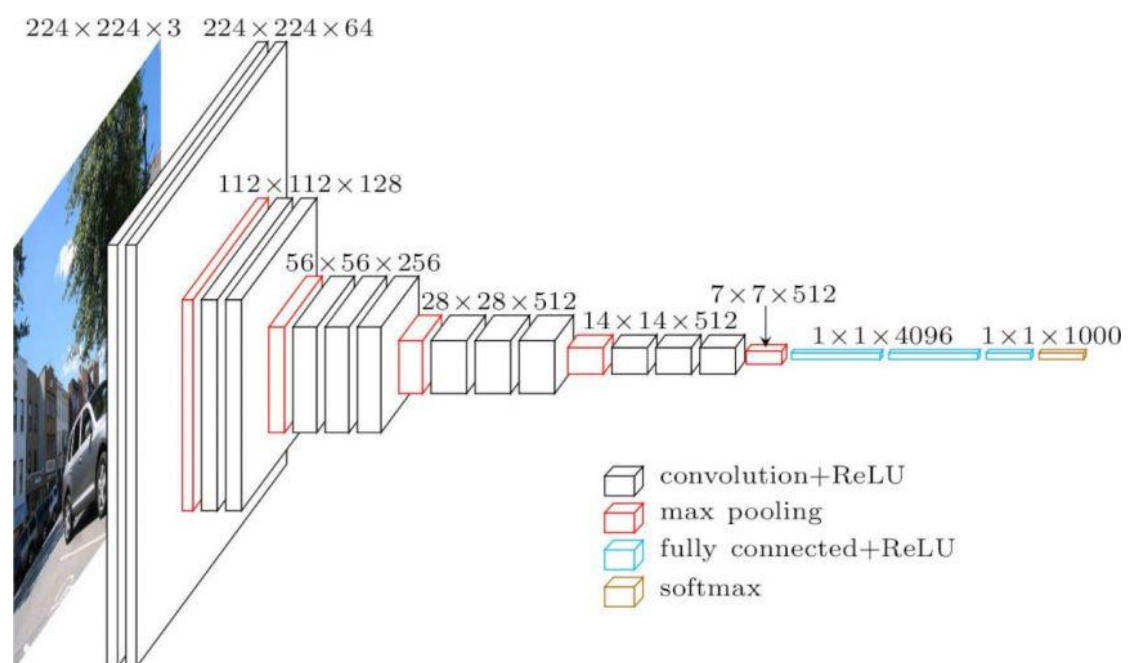 224×224×3
224×224×64
112×112×128
56×56×256
28×28×512
14×14×512
7×7×512
1×1×4096
1×1×1000
convolution+ReLU
max pooling
fully connected+ReLU
softmax